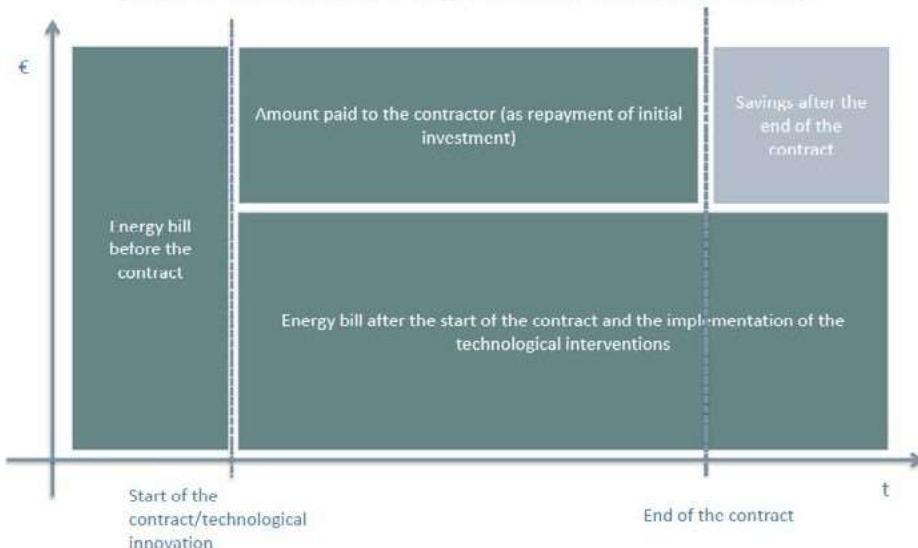 €
Energy bill
before the
contract
Amount paid to the contractor (as repayment of initial
investment)
Savings after the
end of the
contract
Energy bill after the start of the contract and the implementation of the
technological interventions
t
Start of the
contract/technological
innovation
End of the contract